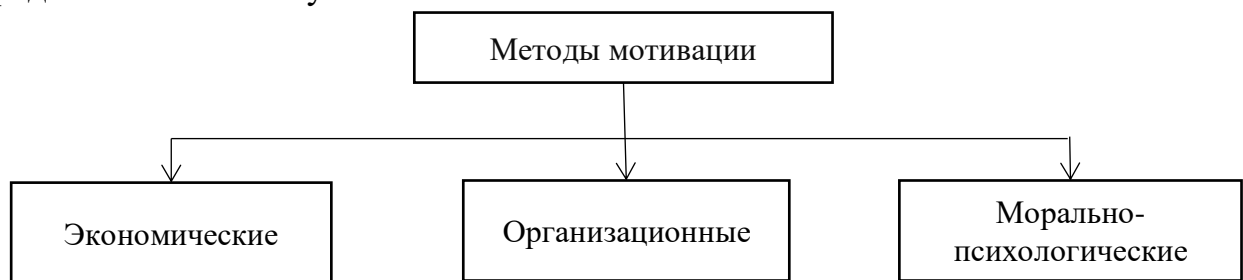 Методы мотивации
Экономические
Организационные
Морально-
психологические